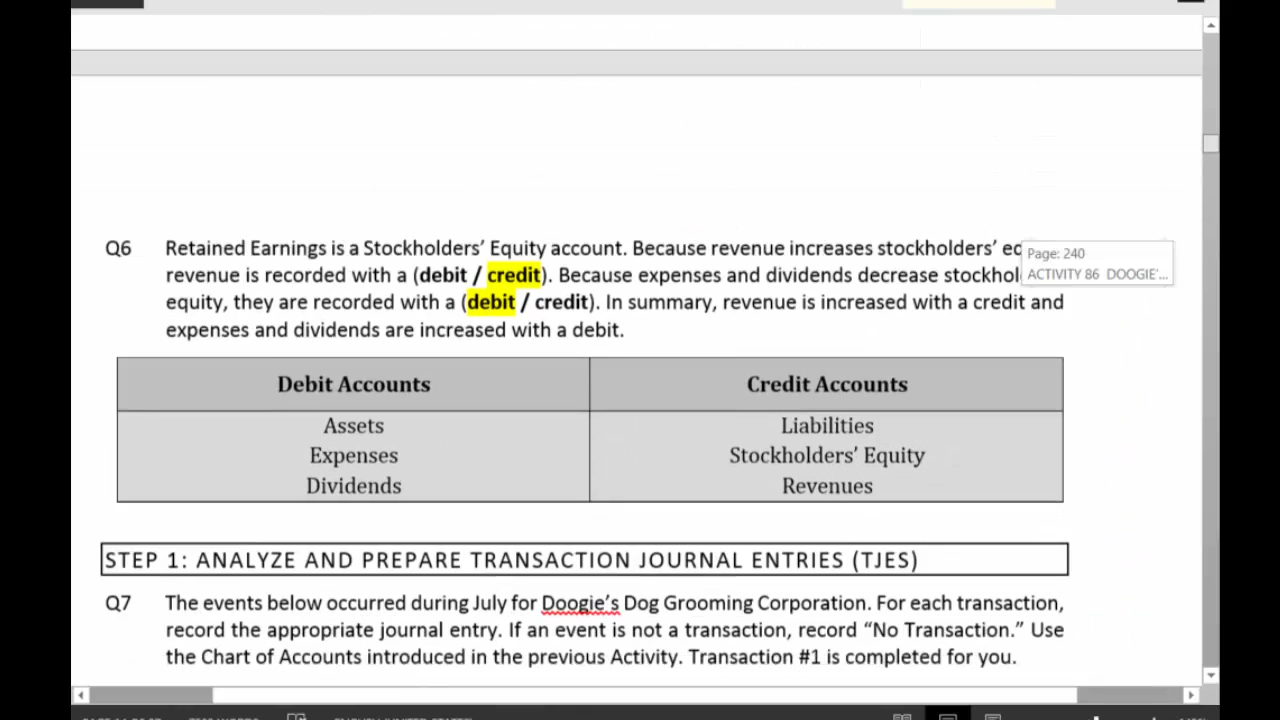 Q6 Retained Earnings is a Stockholders' Equity account. Because revenue increases stockholders'
Page: 240
ACTIVITY 86 DOOGIE'...
revenue is recorded with a (debit / credit). Because expenses and dividends decrease
equity, they are recorded with a (debit / credit). In summary, revenue is increased with a credit and
expenses and dividends are increased with a debit.
Debit Accounts Credit Accounts
Assets Liabilities
Expenses Stockholders' Equity
Dividends Revenues
STEP 1: ANALYZE AND PREPARE TRANSACTION JOURNAL ENTRIES (TJES)
Q7 The events below occurred during July for Doogie's Dog Grooming Corporation. For each transaction,
record the appropriate journal entry. If an event is not a transaction, record "No Transaction." Use
the Chart of Accounts introduced in the previous Activity. Transaction #1 is completed for you.